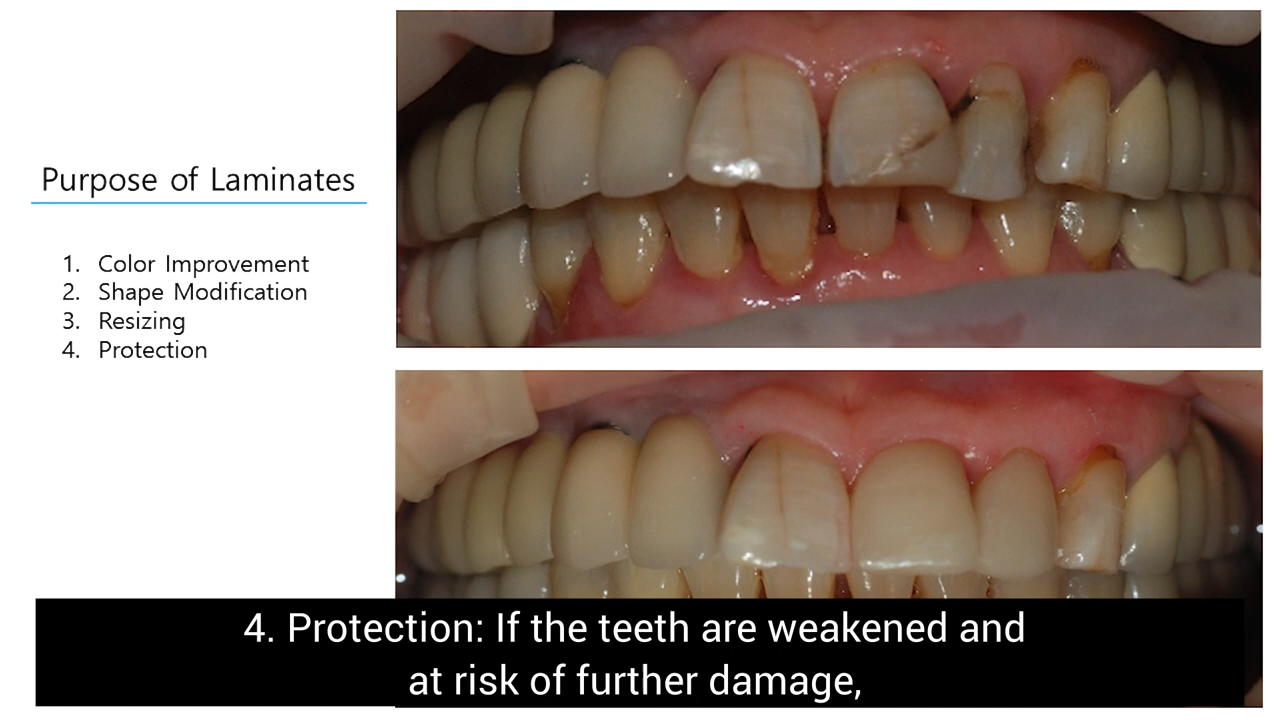 Purpose of Laminates
1. Color Improvement
2. Shape Modification
3. Resizing
4. Protection
4. Protection: If the teeth are weakened and
at risk of further damage,